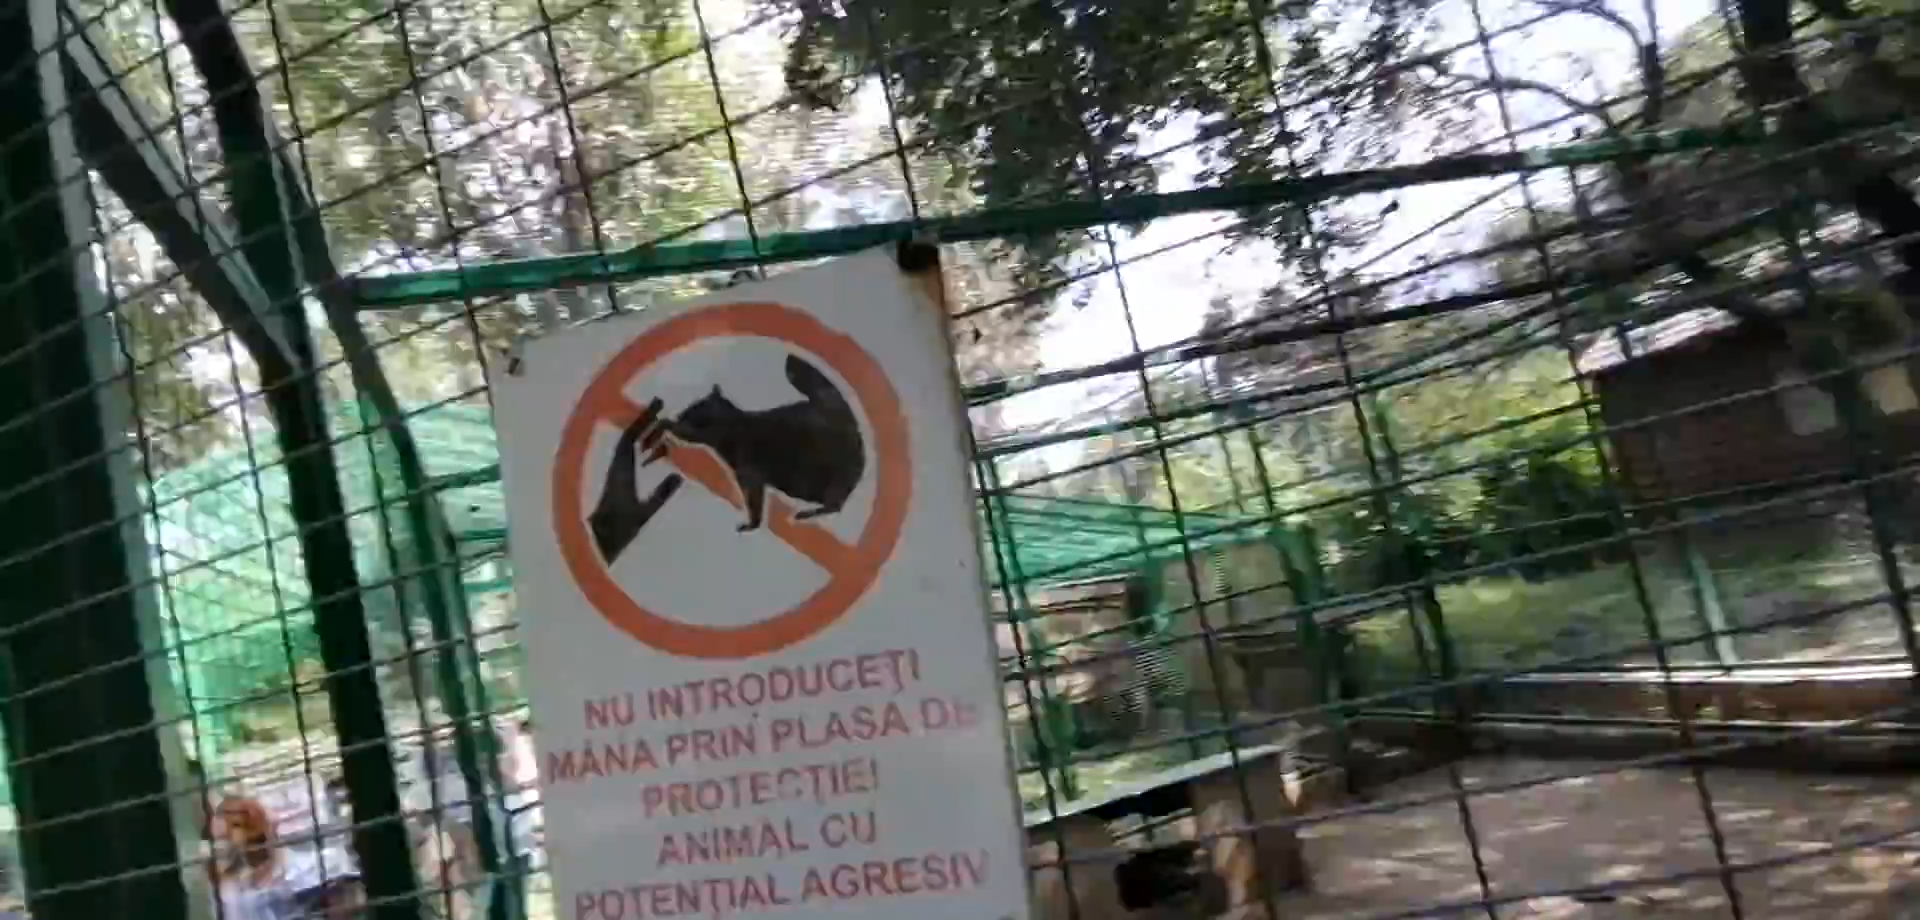 NU INTRODUCEȚI
MÂNA PRIN PLASA DE
PROTECȚIE!
ANIMAL CU
POTENȚIAL AGRESIV